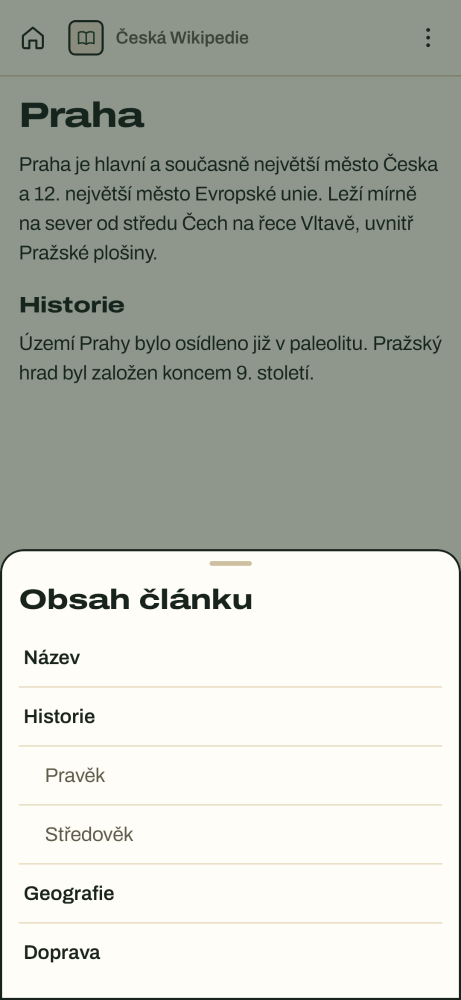 Česká Wikipedie
Praha
Praha je hlavní a současně největší město Česka
a 12. největší město Evropské unie. Leží mírně
na sever od středu Čech na řece Vltavě, uvnitř
Pražské plošiny.
Historie
Území Prahy bylo osídleno již v paleolitu. Pražský
hrad byl založen koncem 9. století.
Obsah článku
Název
Historie
Pravěk
Středověk
Geografie
Doprava